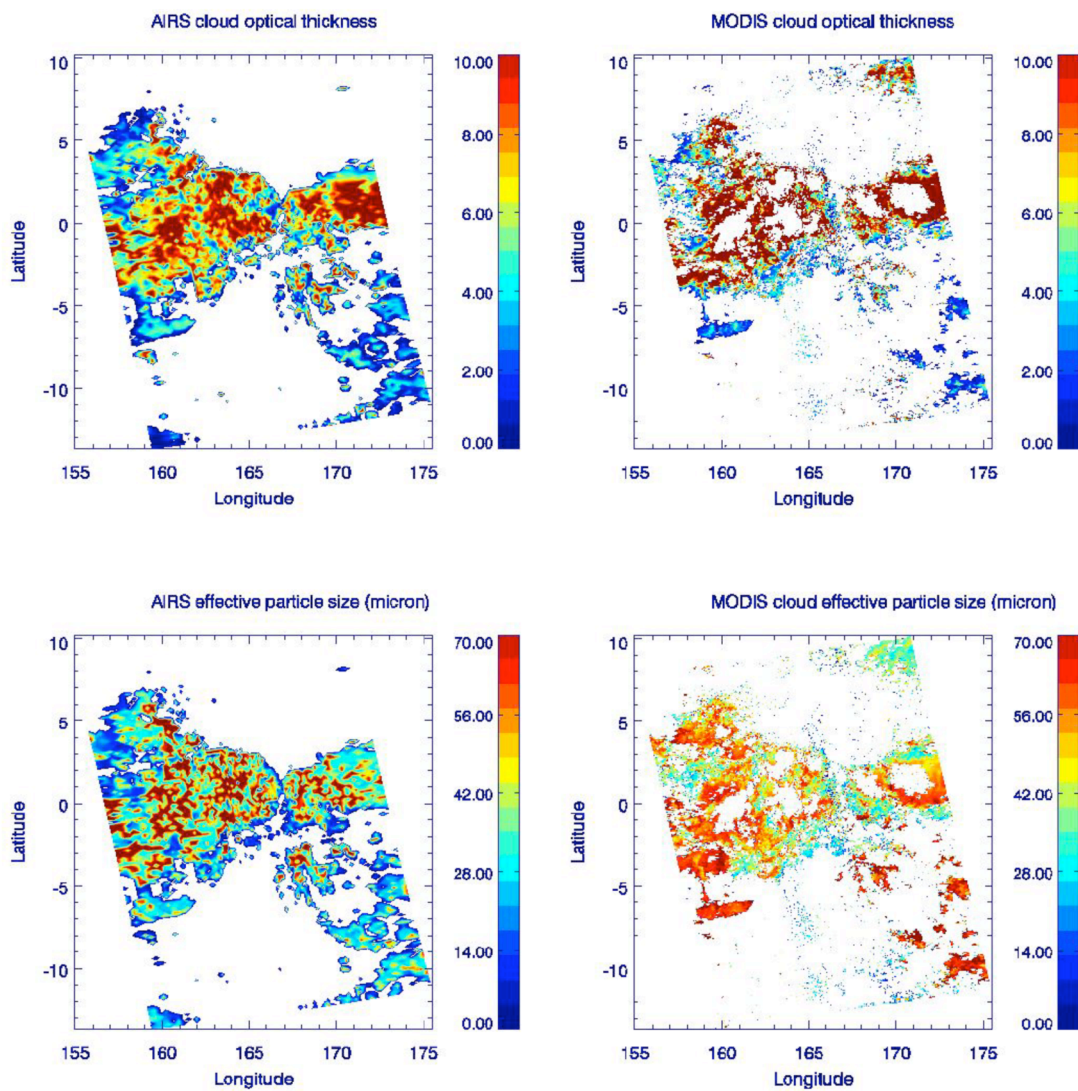 AIRS cloud optical thickness
MODIS cloud optical thickness
10
5
0
-5
-10
Latitude
155 160 165 170 175
Longitude
10.00
8.00
6.00
4.00
2.00
0.00
10
5
0
-5
-10
Latitude
155 160 165 170 175
Longitude
10.00
8.00
6.00
4.00
2.00
0.00
AIRS effective particle size (micron)
MODIS cloud effective particle size (micron)
10
5
0
-5
-10
Latitude
155 160 165 170 175
Longitude
70.00
56.00
42.00
28.00
14.00
0.00
10
5
0
-5
-10
Latitude
155 160 165 170 175
Longitude
70.00
56.00
42.00
28.00
14.00
0.00